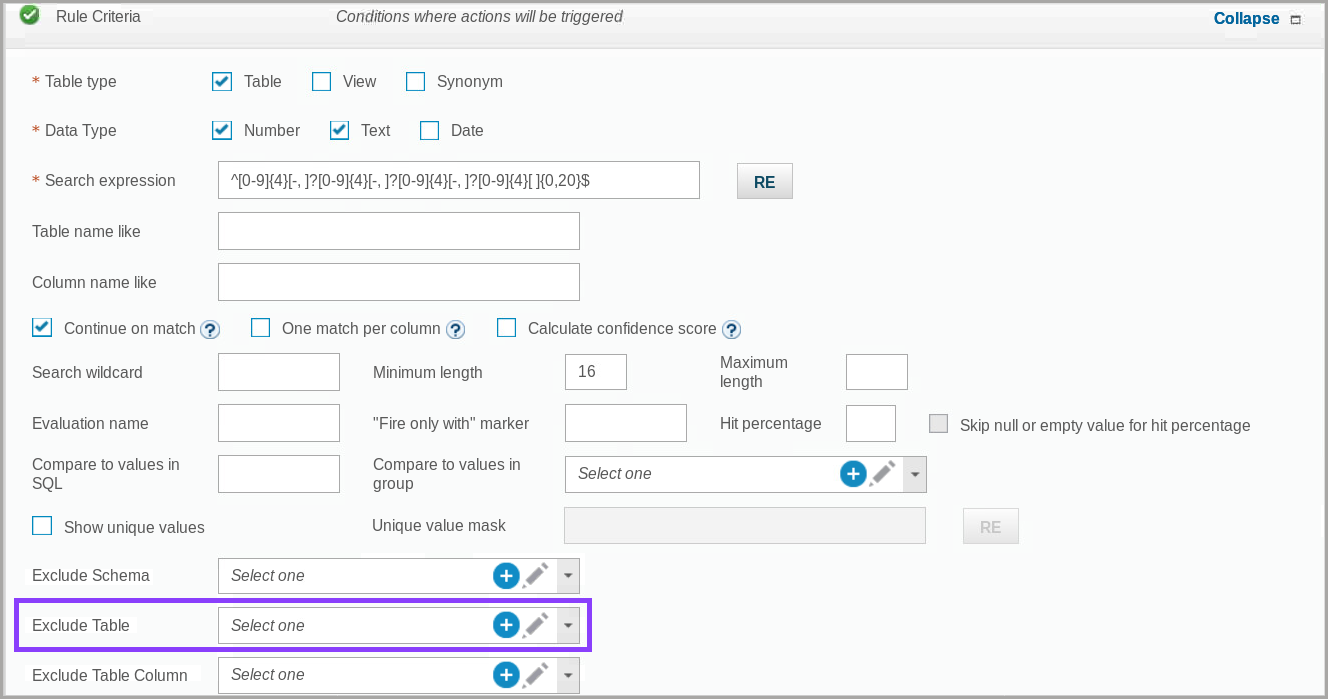 Rule Criteria Conditions where actions will be triggered Collapse
* Table type Table View Synonym
* Data Type Number Text Date
* Search expression ^[0-9]{4}[-, ]?[0-9]{4}[-, ]?[0-9]{4}[-, ]?[0-9]{4}[ ]{0,20}$ RE
Table name like
Column name like
Continue on match ? One match per column ? Calculate confidence score ?
Search wildcard Minimum length 16 Maximum
length
Evaluation name "Fire only with" marker Hit percentage Skip null or empty value for hit percentage
Compare to values in
SQL
Compare to values in
group
Select one
Show unique values Unique value mask RE
Exclude Schema Select one
Exclude Table Select one
Exclude Table Column Select one